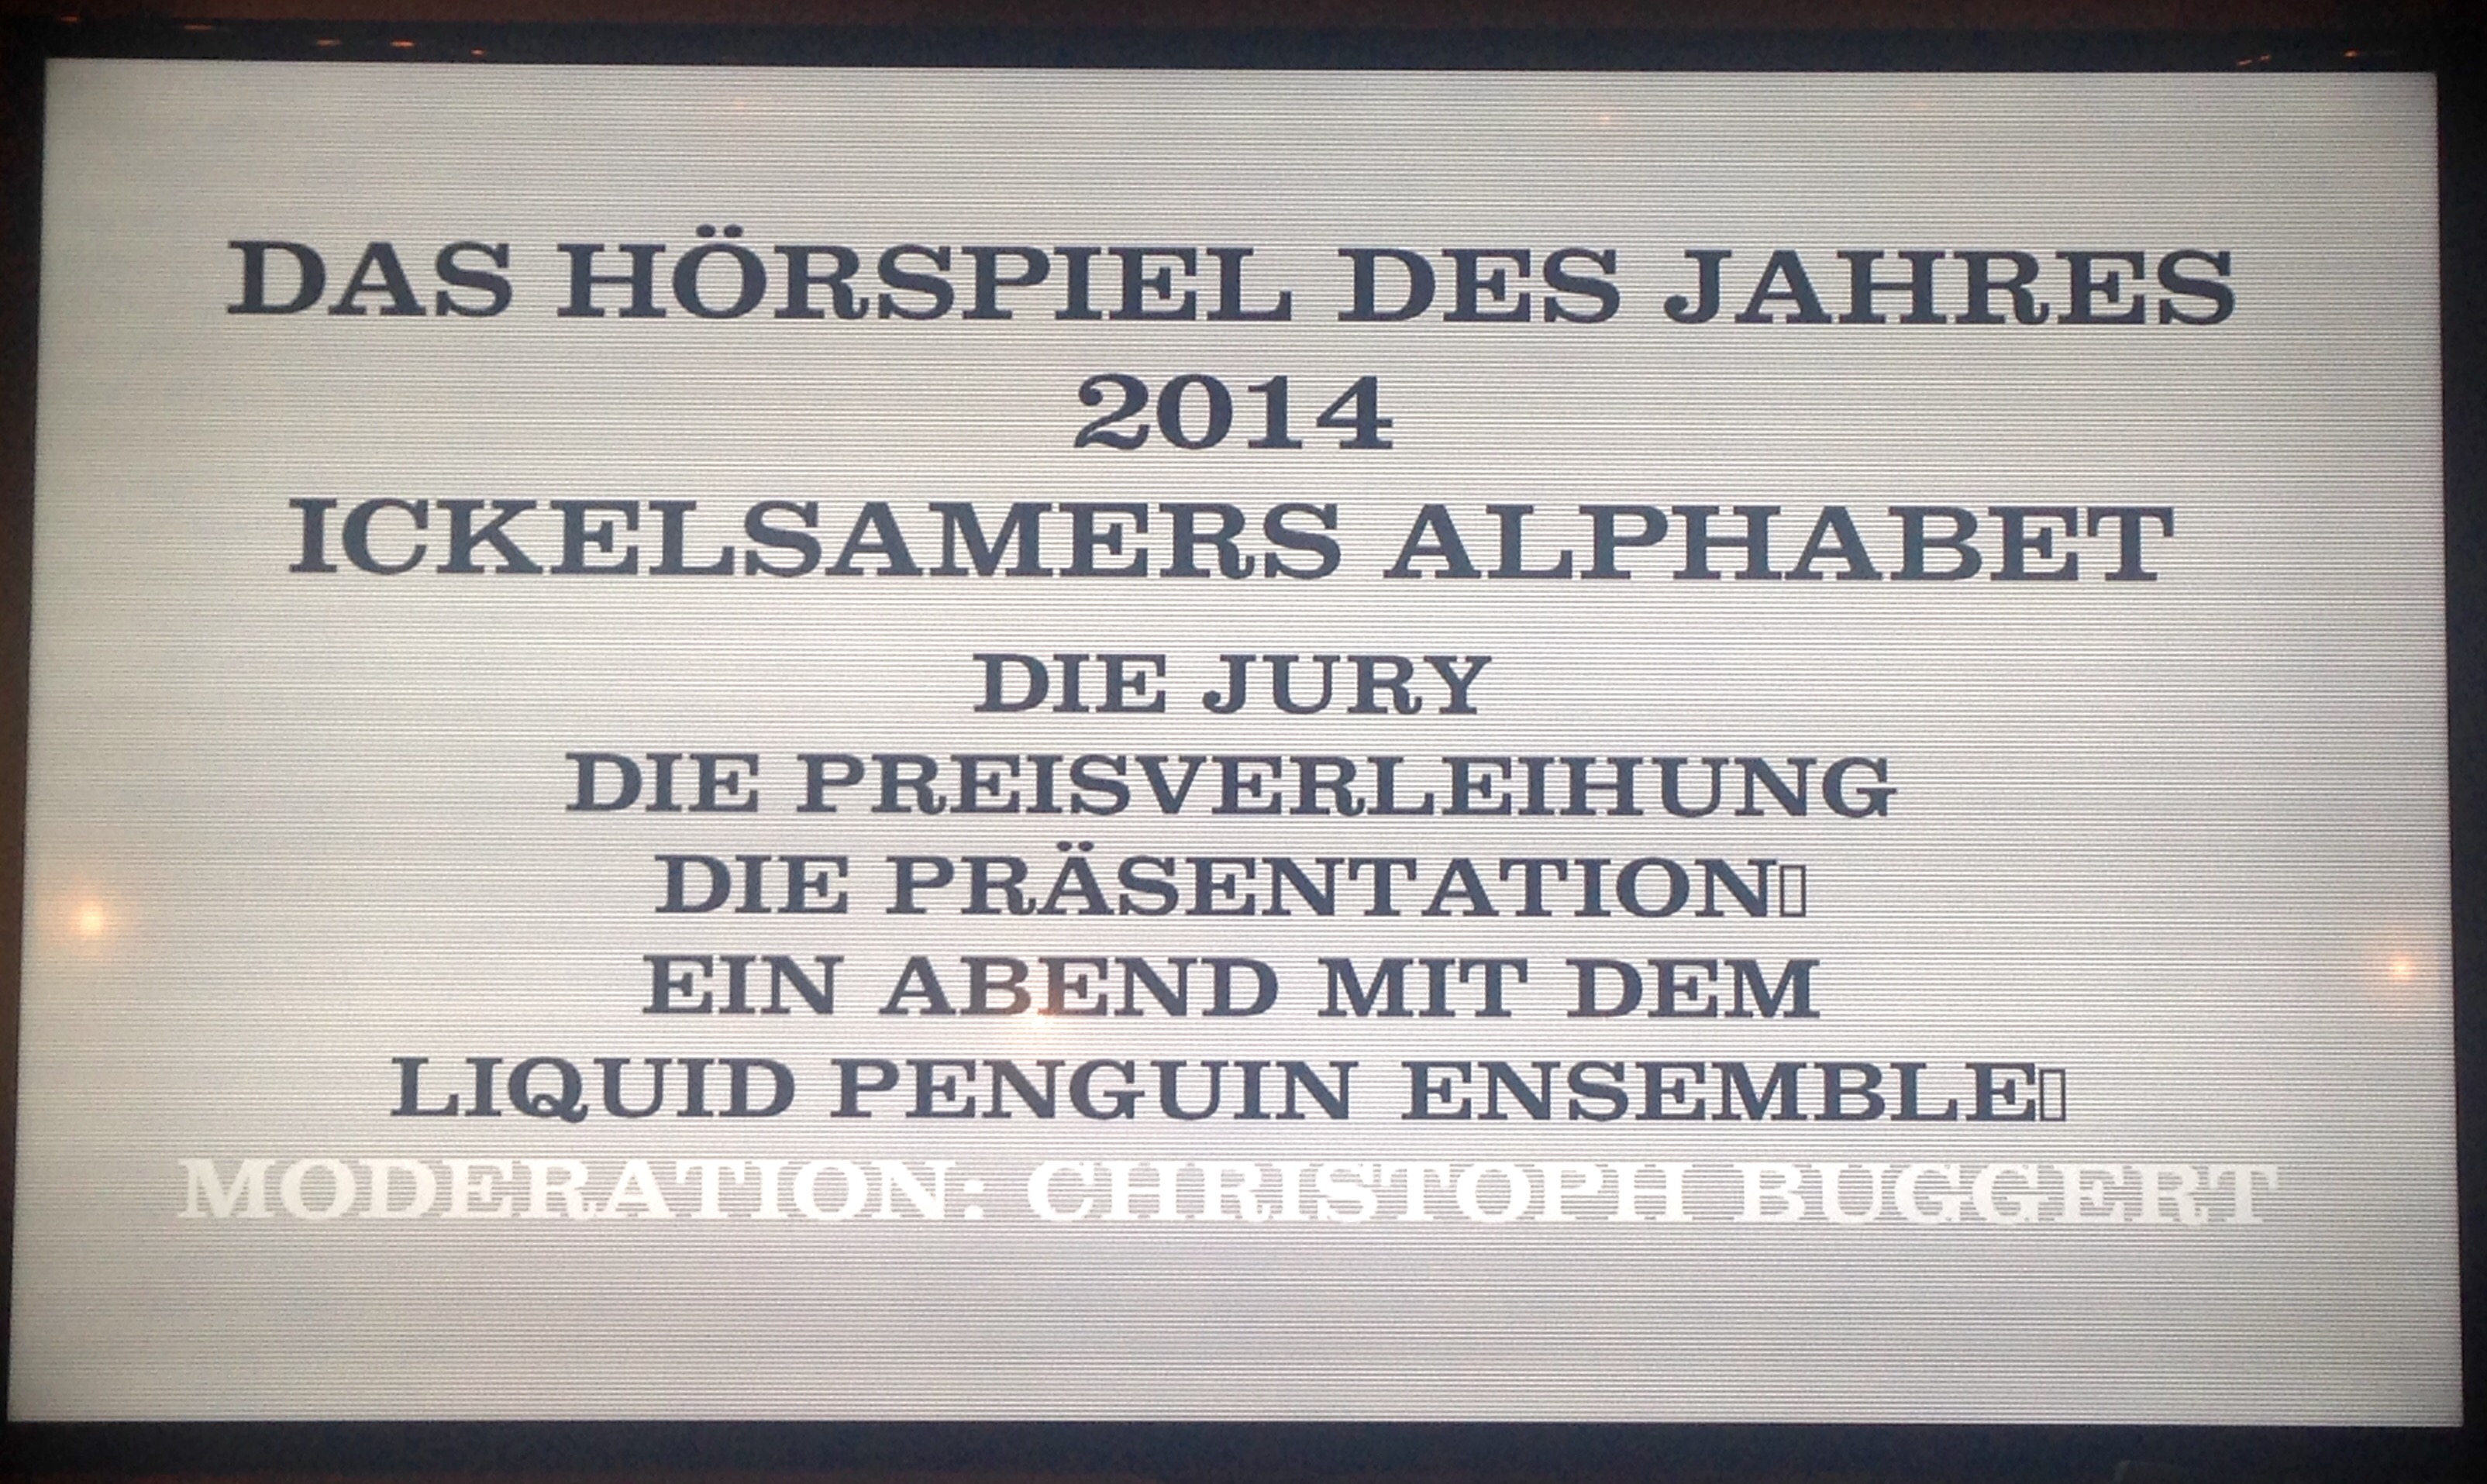 DAS HÖRSPIEL DES JAHRES
2014
ICKELSAMERS ALPHABET
DIE JURY
DIE PREISVERLEIHUNG
DIE PRÄSENTATION▯
EIN ABEND MIT DEM
LIQUID PENGUIN ENSEMBLE▯
MODERATION: CHRISTOPH BUGGERT